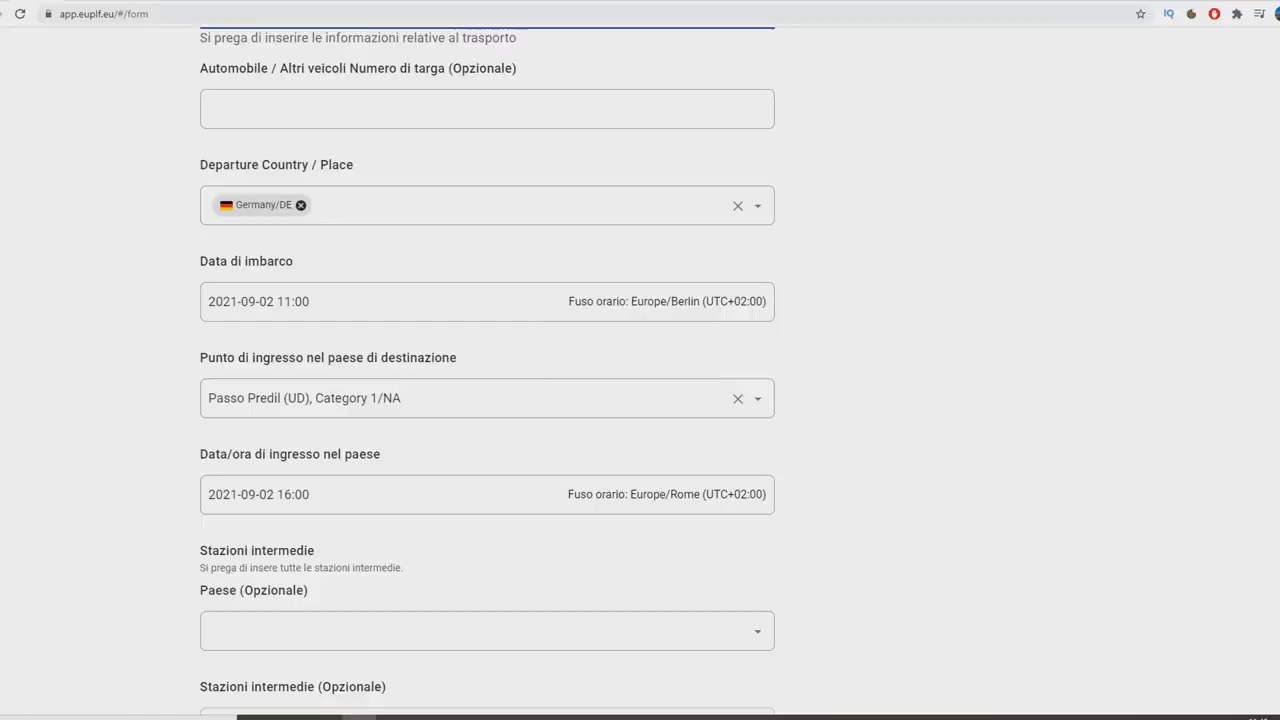 app.euplf.eu/#/form
IQ
Si prega di inserire le informazioni relative al trasporto
Automobile / Altri veicoli Numero di targa (Opzionale)
Departure Country / Place
Germany/DE
Data di imbarco
2021-09-02 11:00 Fuso orario: Europe/Berlin (UTC+02:00)
Punto di ingresso nel paese di destinazione
Passo Predil (UD), Category 1/NA
Data/ora di ingresso nel paese
2021-09-02 16:00 Fuso orario: Europe/Rome (UTC+02:00)
Stazioni intermedie
Si prega di insere tutte le stazioni intermedie.
Paese (Opzionale)
Stazioni intermedie (Opzionale)